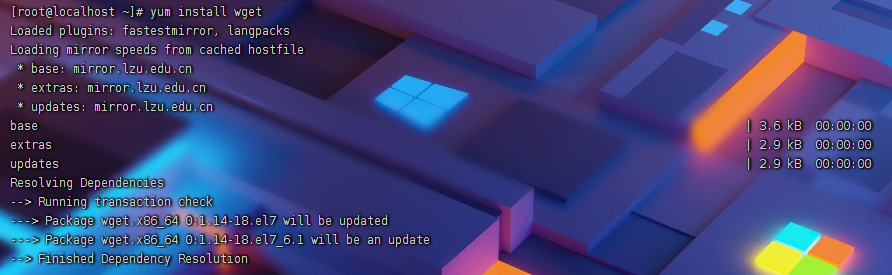 [root@localhost ~]# yum install wget
Loaded plugins: fastestmirror, langpacks
Loading mirror speeds from cached hostfile
 * base: mirror.lzu.edu.cn
 * extras: mirror.lzu.edu.cn
 * updates: mirror.lzu.edu.cn
base | 3.6 kB 00:00:00
extras | 2.9 kB 00:00:00
updates | 2.9 kB 00:00:00
Resolving Dependencies
--> Running transaction check
---> Package wget.x86_64 0:1.14-18.el7 will be updated
---> Package wget.x86_64 0:1.14-18.el7_6.1 will be an update
--> Finished Dependency Resolution